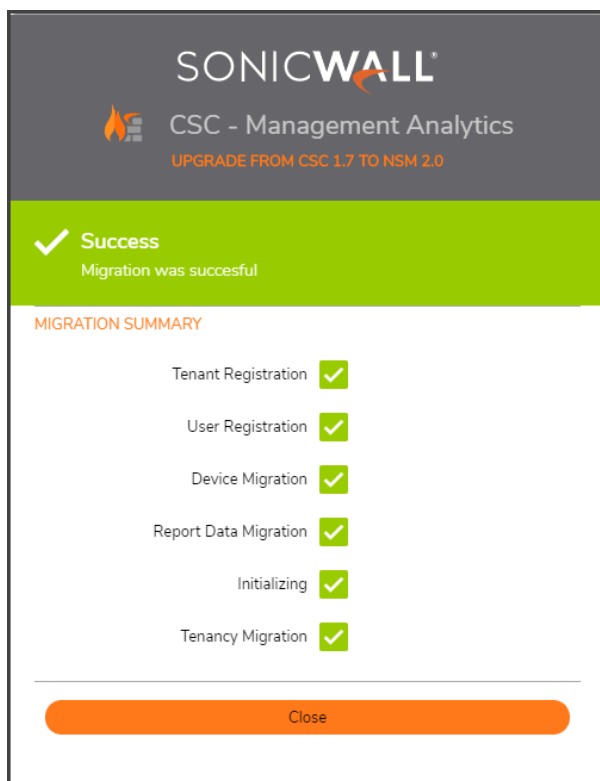 SONICWALL®
CSC - Management Analytics
UPGRADE FROM CSC 1.7 TO NSM 2.0
Success
Migration was succesful
MIGRATION SUMMARY
Tenant Registration
User Registration
Device Migration
Report Data Migration
Initializing
Tenancy Migration
Close